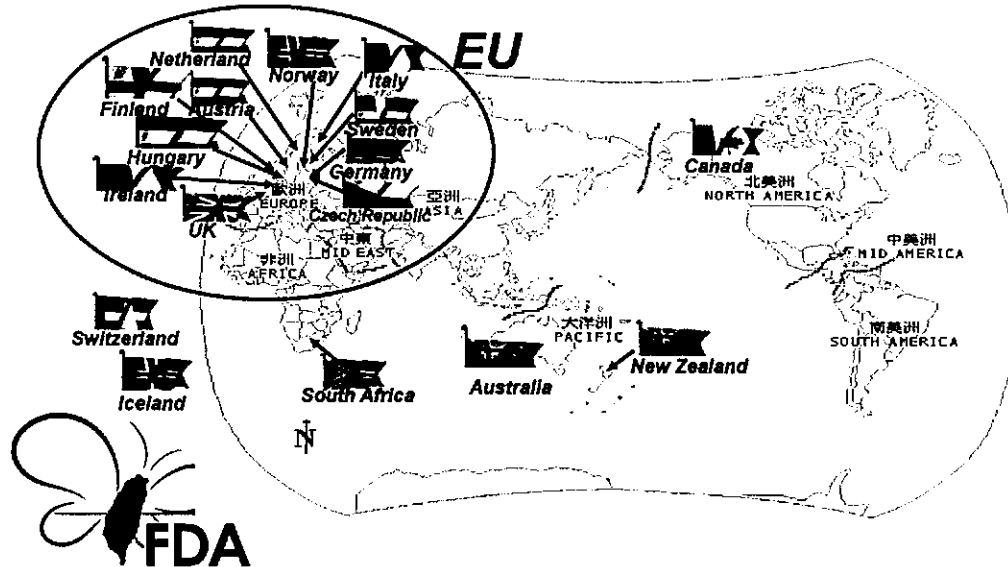 EU
Netherland
Norway
Italy
Finland
Austria
Sweden
Hungary
Germany
Ireland
UK
Czech Republic
歐洲
EUROPE
亞洲
ASIA
中東
MID EAST
非洲
AFRICA
Canada
北美洲
NORTH AMERICA
中美洲
MID AMERICA
南美洲
SOUTH AMERICA
大洋洲
PACIFIC
Switzerland
Iceland
South Africa
Australia
New Zealand
N
FDA